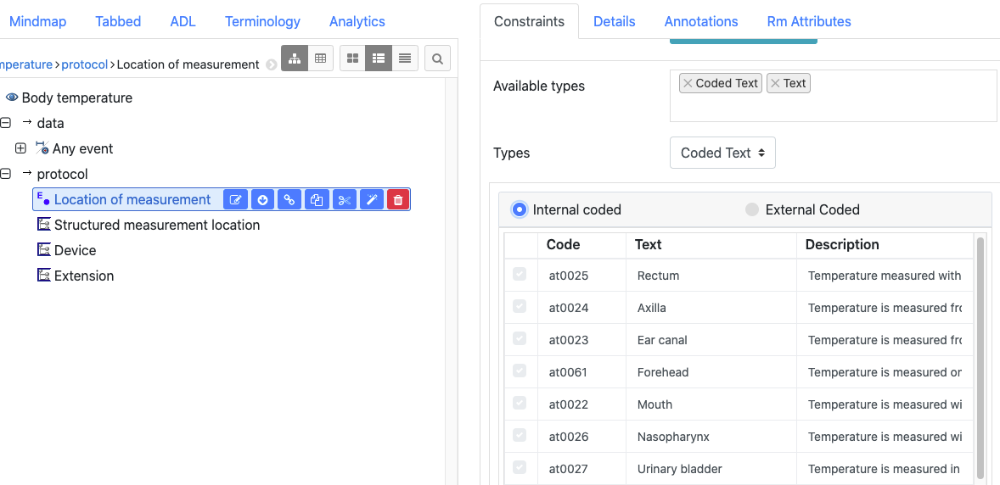 Mindmap Tabbed ADL Terminology Analytics
mperature > protocol > Location of measurement
Body temperature
data
Any event
protocol
E Location of measurement
Structured measurement location
Device
Extension
Constraints Details Annotations Rm Attributes
Available types
Coded Text Text
Types Coded Text
Internal coded External Coded
Code Text Description
at0025 Rectum Temperature measured with
at0024 Axilla Temperature is measured frc
at0023 Ear canal Temperature is measured frc
at0061 Forehead Temperature is measured or
at0022 Mouth Temperature is measured wi
at0026 Nasopharynx Temperature is measured wi
at0027 Urinary bladder Temperature is measured in